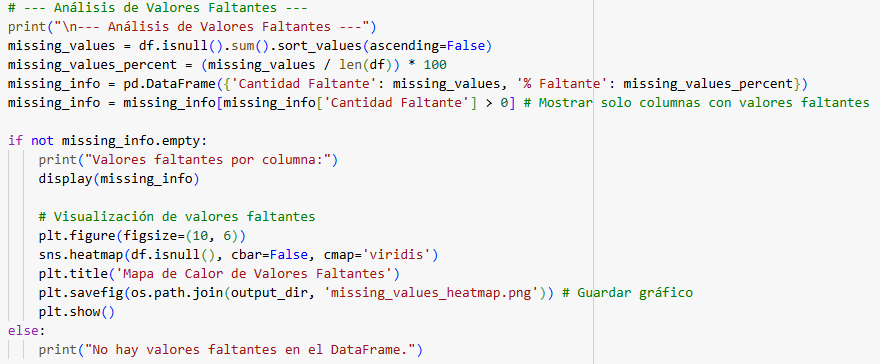 # --- Análisis de Valores Faltantes ---
print("\n--- Análisis de Valores Faltantes ---")
missing_values = df.isnull().sum().sort_values(ascending=False)
missing_values_percent = (missing_values / len(df)) * 100
missing_info = pd.DataFrame({'Cantidad Faltante': missing_values, '% Faltante': missing_values_percent})
missing_info = missing_info[missing_info['Cantidad Faltante'] > 0] # Mostrar solo columnas con valores faltantes

if not missing_info.empty:
    print("Valores faltantes por columna:")
    display(missing_info)

    # Visualización de valores faltantes
    plt.figure(figsize=(10, 6))
    sns.heatmap(df.isnull(), cbar=False, cmap='viridis')
    plt.title('Mapa de Calor de Valores Faltantes')
    plt.savefig(os.path.join(output_dir, 'missing_values_heatmap.png')) # Guardar gráfico
    plt.show()
else:
    print("No hay valores faltantes en el DataFrame.")